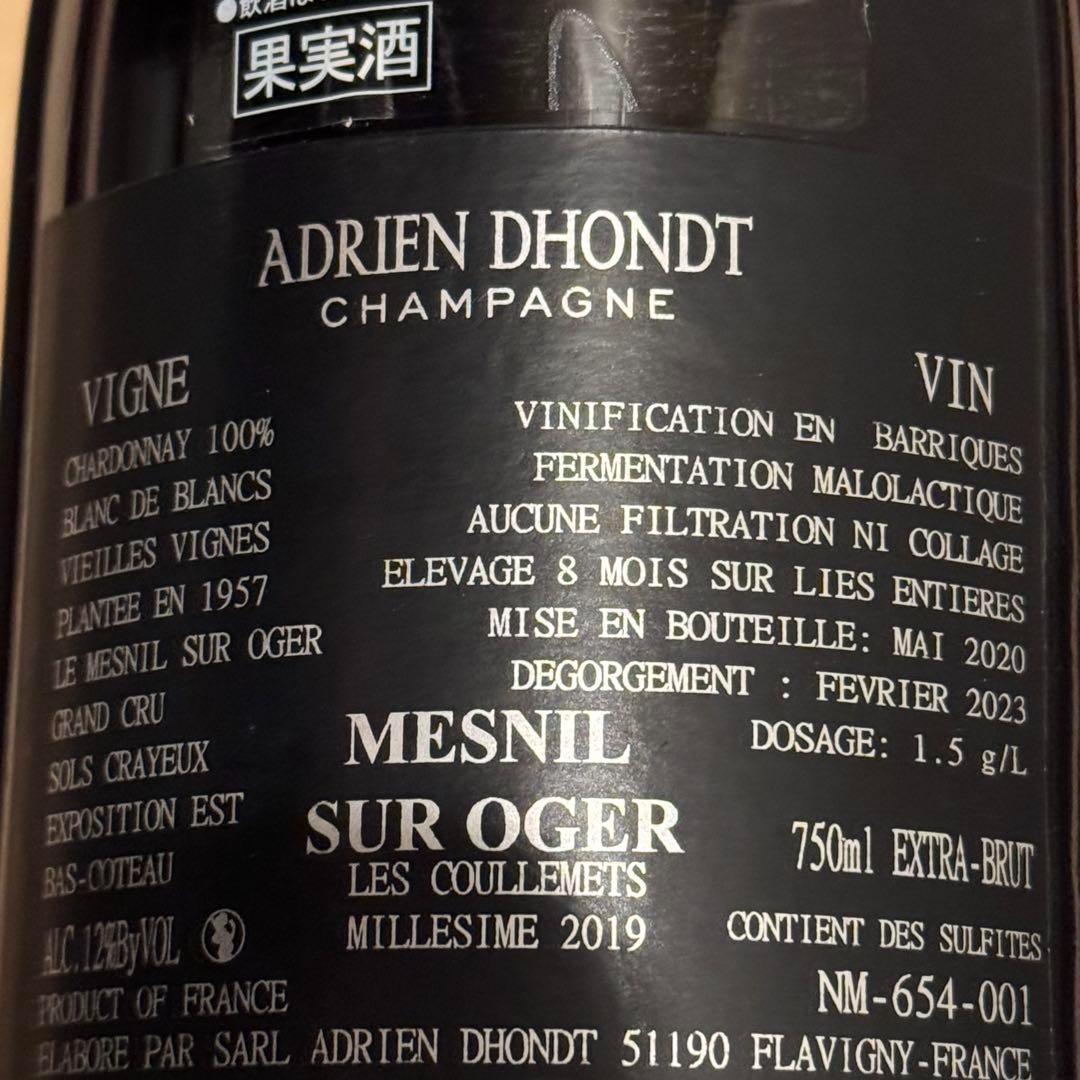 ●飲酒は
果実酒
ADRIEN DHONDT
CHAMPAGNE
VIGNE
CHARDONNAY 100%
BLANC DE BLANCS
VIEILLES VIGNES
PLANTEE EN 1957
LE MESNIL SUR OGER
GRAND CRU
SOLS CRAYEUX
EXPOSITION EST
BAS-COTEAU
ALC.12%ByVOL
PRODUCT OF FRANCE
VIN
VINIFICATION EN BARRIQUES
FERMENTATION MALOLACTIQUE
AUCUNE FILTRATION NI COLLAGE
ELEVAGE 8 MOIS SUR LIES ENTIERES
MISE EN BOUTEILLE: MAI 2020
DEGORGEMENT : FEVRIER 2023
DOSAGE: 1.5 g/L
MESNIL
SUR OGER
LES COULLEMETS
MILLESIME 2019
750ml EXTRA-BRUT
CONTIENT DES SULFITES
NM-654-001
ELABORE PAR SARL ADRIEN DHONDT 51190 FLAVIGNY-FRANCE